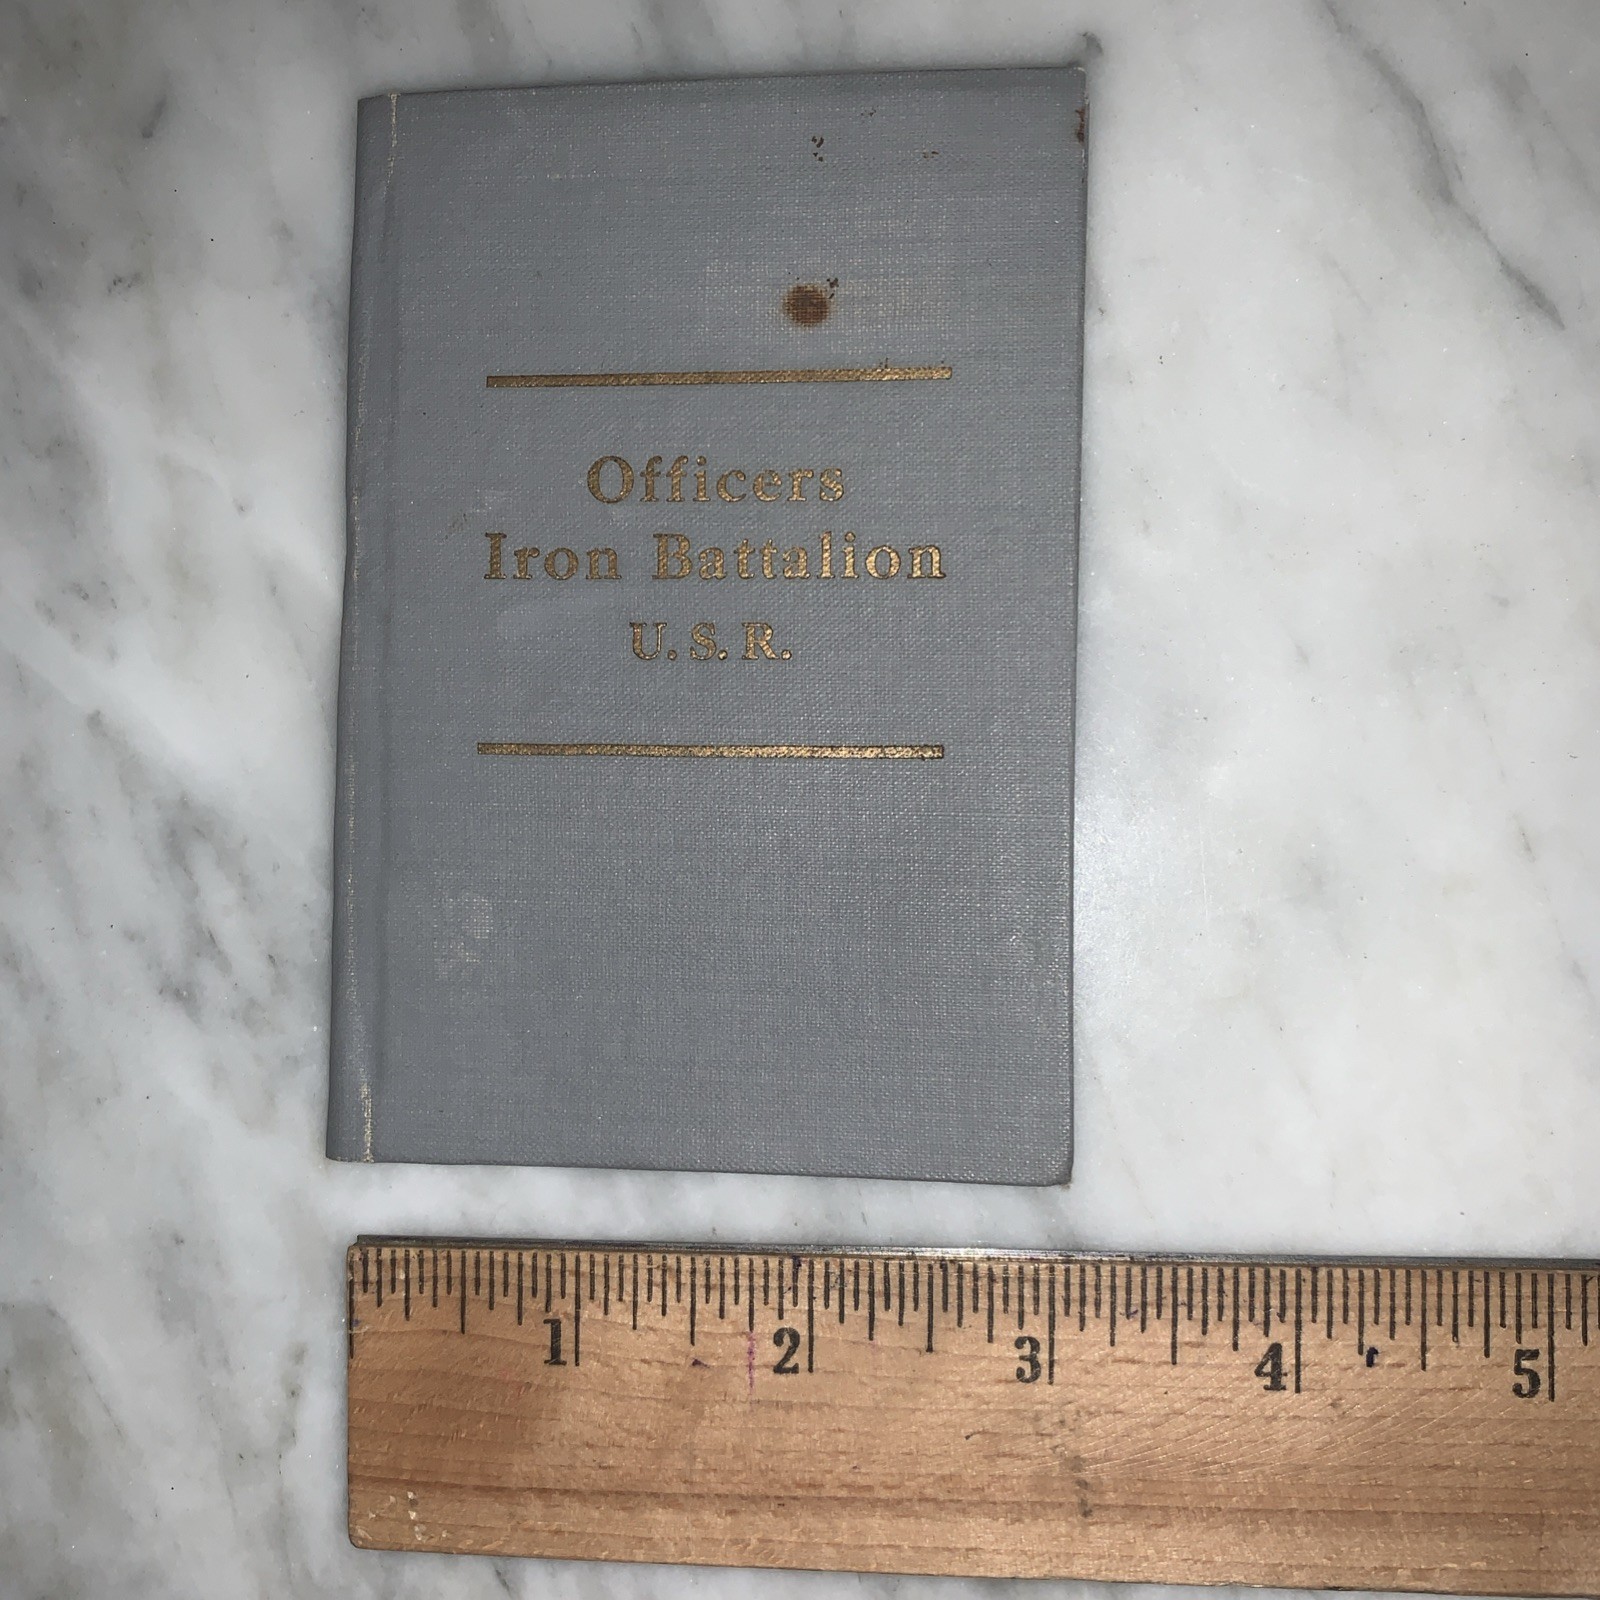 Officers
Iron Battalion
U.S.R.
1 2 3 4 5